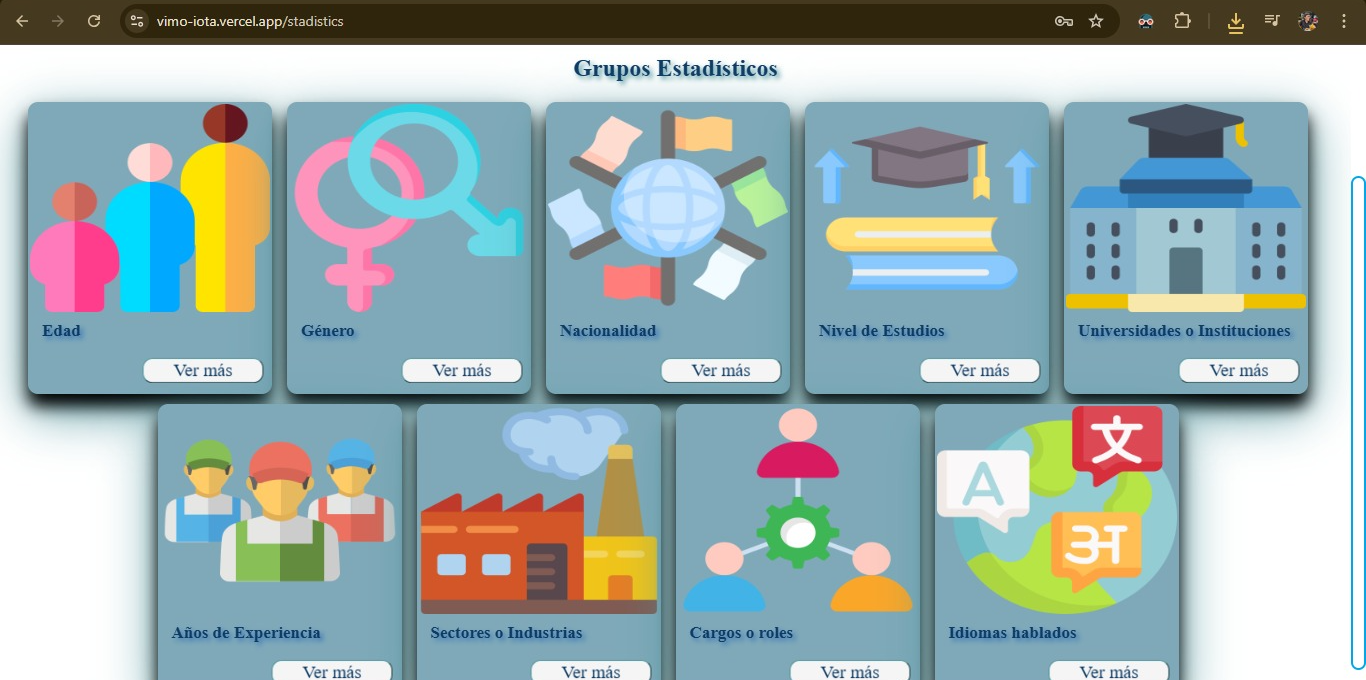 vimo-iota.vercel.app/stadistics
Grupos Estadísticos
Edad
Ver más
Género
Ver más
Nacionalidad
Ver más
Nivel de Estudios
Ver más
Universidades o Instituciones
Ver más
Años de Experiencia
Ver más
Sectores o Industrias
Ver más
Cargos o roles
Ver más
A
文
अ
Idiomas hablados
Ver más